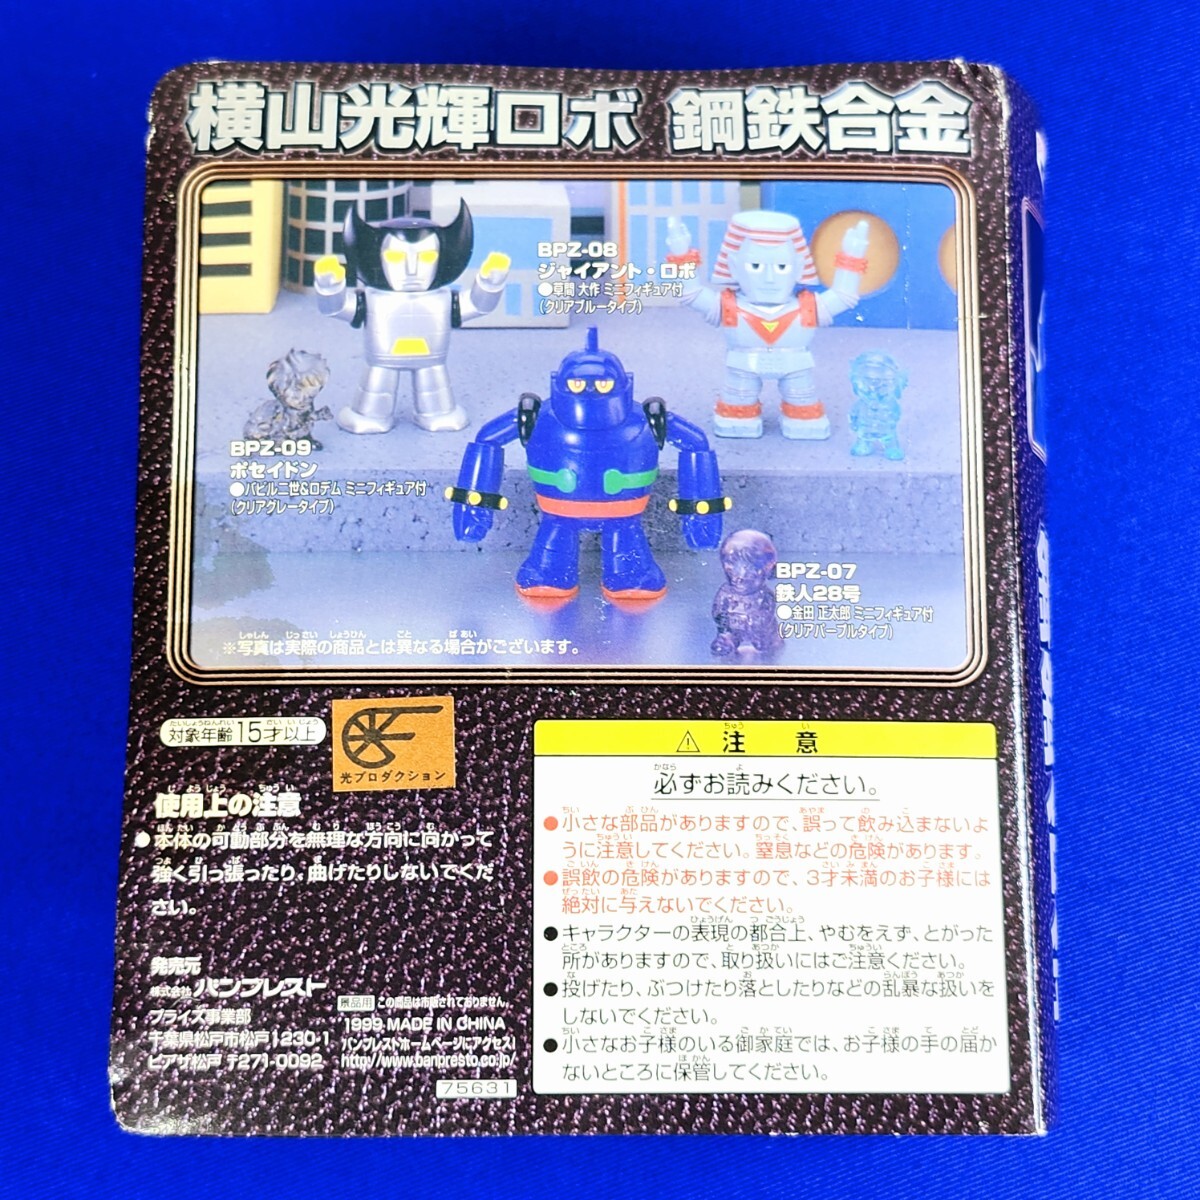 横山光輝ロボ 鋼鉄合金
BPZ-08
ジャイアント・ロボ
●草間 大作 ミニフィギュア付
(クリアブルータイプ)
BPZ-09
ポセイドン
●バビル二世&ロデム ミニフィギュア付
(クリアグレータイプ)
BPZ-07
鉄人28号
●金田 正太郎 ミニフィギュア付
(クリアパープルタイプ)
※写真は実際の商品とは異なる場合がございます。
対象年齢15才以上
光プロダクション
使用上の注意
●本体の可動部分を無理な方向に向かって
強く引っ張ったり、曲げたりしないでくだ
さい。
発売元
株式会社 バンプレスト
プライズ事業部
千葉県松戸市松戸1230-1
ピアザ松戸 〒271-0092
景品用 この商品は市販されておりません。
1999 MADE IN CHINA
バンプレストホームページにアクセス!
http://www.banpresto.co.jp/
75631
⚠ 注 意
必ずお読みください。
●小さな部品がありますので、誤って飲み込まないよ
うに注意してください。窒息などの危険があります。
●誤飲の危険がありますので、3才未満のお子様には
絶対に与えないでください。
●キャラクターの表現の都合上、やむをえず、とがった
所がありますので、取り扱いにはご注意ください。
●投げたり、ぶつけたり落としたりなどの乱暴な扱いを
しないでください。
●小さなお子様のいる御家庭では、お子様の手の届か
ないところに保管してください。